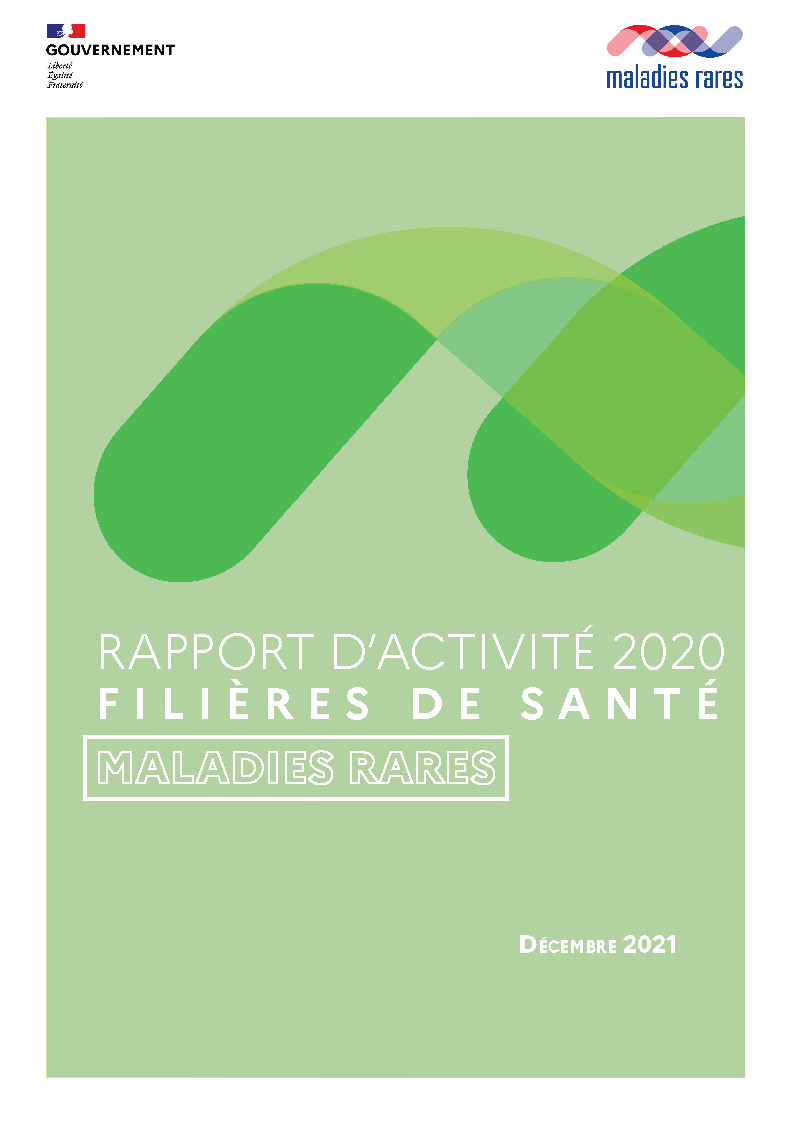 GOUVERNEMENT
Liberté
Égalité
Fraternité
maladies rares
RAPPORT D'ACTIVITÉ 2020
FILIÈRES DE SANTÉ
MALADIES RARES
DÉCEMBRE 2021